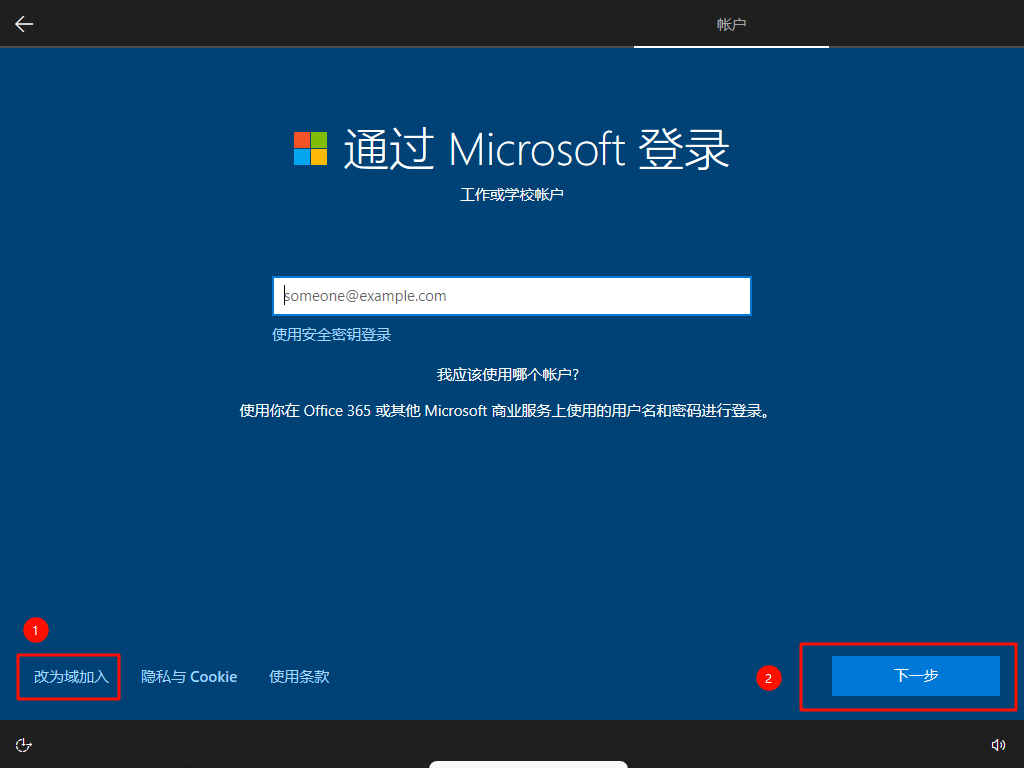 帐户
通过 Microsoft 登录
工作或学校帐户
someone@example.com
使用安全密钥登录
我应该使用哪个帐户?
使用你在 Office 365 或其他 Microsoft 商业服务上使用的用户名和密码进行登录。
1
改为域加入 隐私与 Cookie 使用条款
2 下一步